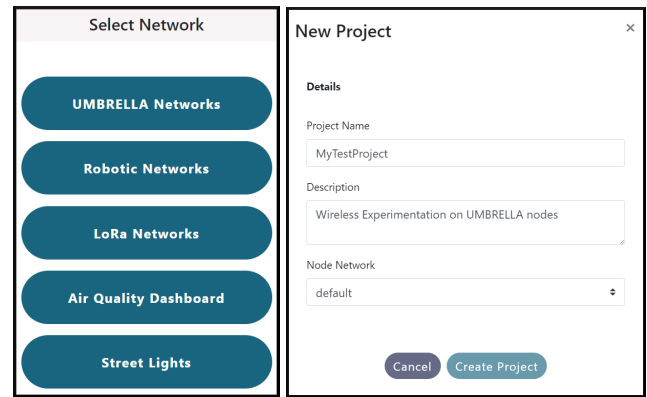 Select Network
UMBRELLA Networks
Robotic Networks
LoRa Networks
Air Quality Dashboard
Street Lights
New Project
×
Details
Project Name
MyTestProject
Description
Wireless Experimentation on UMBRELLA nodes
Node Network
default
Cancel
Create Project